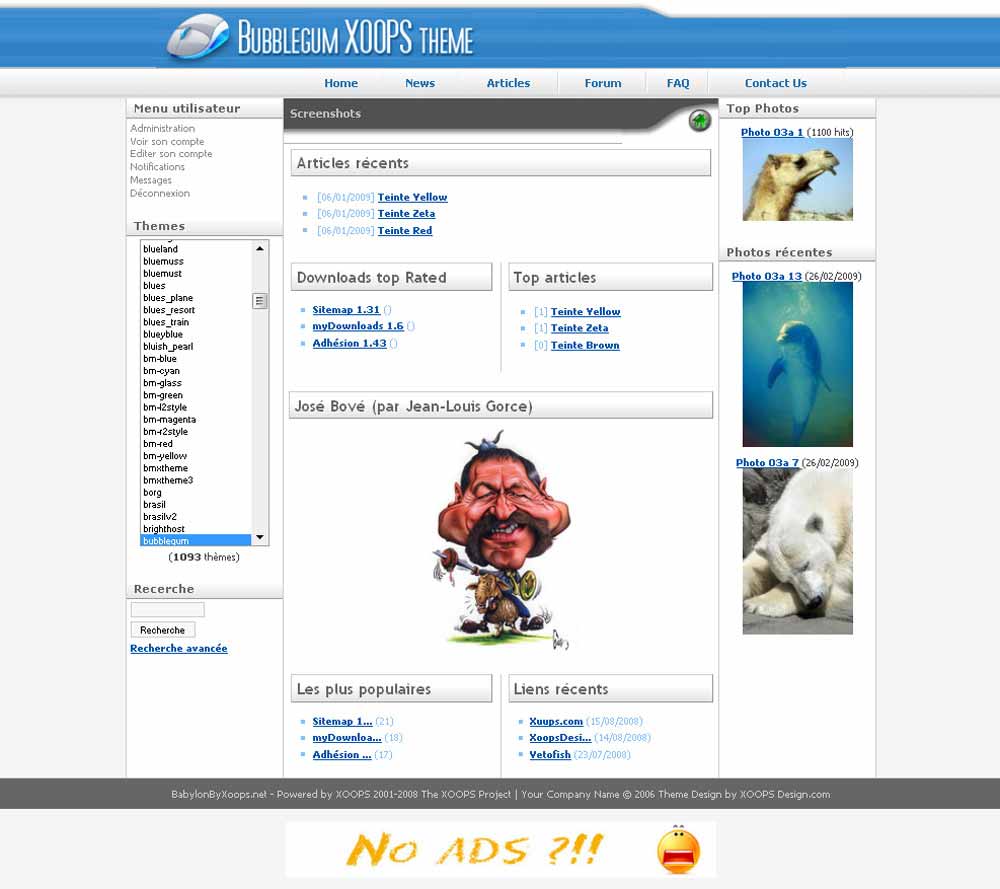 BUBBLEGUM XOOPS THEME
Home News Articles Forum FAQ Contact Us
Menu utilisateur
Administration
Voir son compte
Editer son compte
Notifications
Messages
Déconnexion
Themes
blueland
bluemuss
bluemust
blues
blues_plane
blues_resort
blues_train
blueyblue
bluish_pearl
bm-blue
bm-cyan
bm-glass
bm-green
bm-l2style
bm-magenta
bm-r2style
bm-red
bm-yellow
bmxtheme
bmxtheme3
borg
brasil
brasilv2
brighthost
bubblegum
(1093 thèmes)
Recerche
Recherche
Recherche avancée
Screenshots
Articles récents
[06/01/2009] Teinte Yellow
[06/01/2009] Teinte Zeta
[06/01/2009] Teinte Red
Downloads top Rated
Sitemap 1.31 ()
myDownloads 1.6 ()
Adhésion 1.43 ()
Top articles
[1] Teinte Yellow
[1] Teinte Zeta
[0] Teinte Brown
José Bové (par Jean-Louis Gorce)
Les plus populaires
Sitemap 1... (21)
myDownloa... (18)
Adhésion ... (17)
Liens récents
Xuups.com (15/08/2008)
XoopsDesi... (14/08/2008)
Yetofish (23/07/2008)
Top Photos
Photo 03a 1 (1100 hits)
Photos récentes
Photo 03a 13 (26/02/2009)
Photo 03a 7 (26/02/2009)
BabylonByXoops.net - Powered by XOOPS 2001-2008 The XOOPS Project | Your Company Name © 2006 Theme Design by XOOPS Design.com
No ADS ?!!